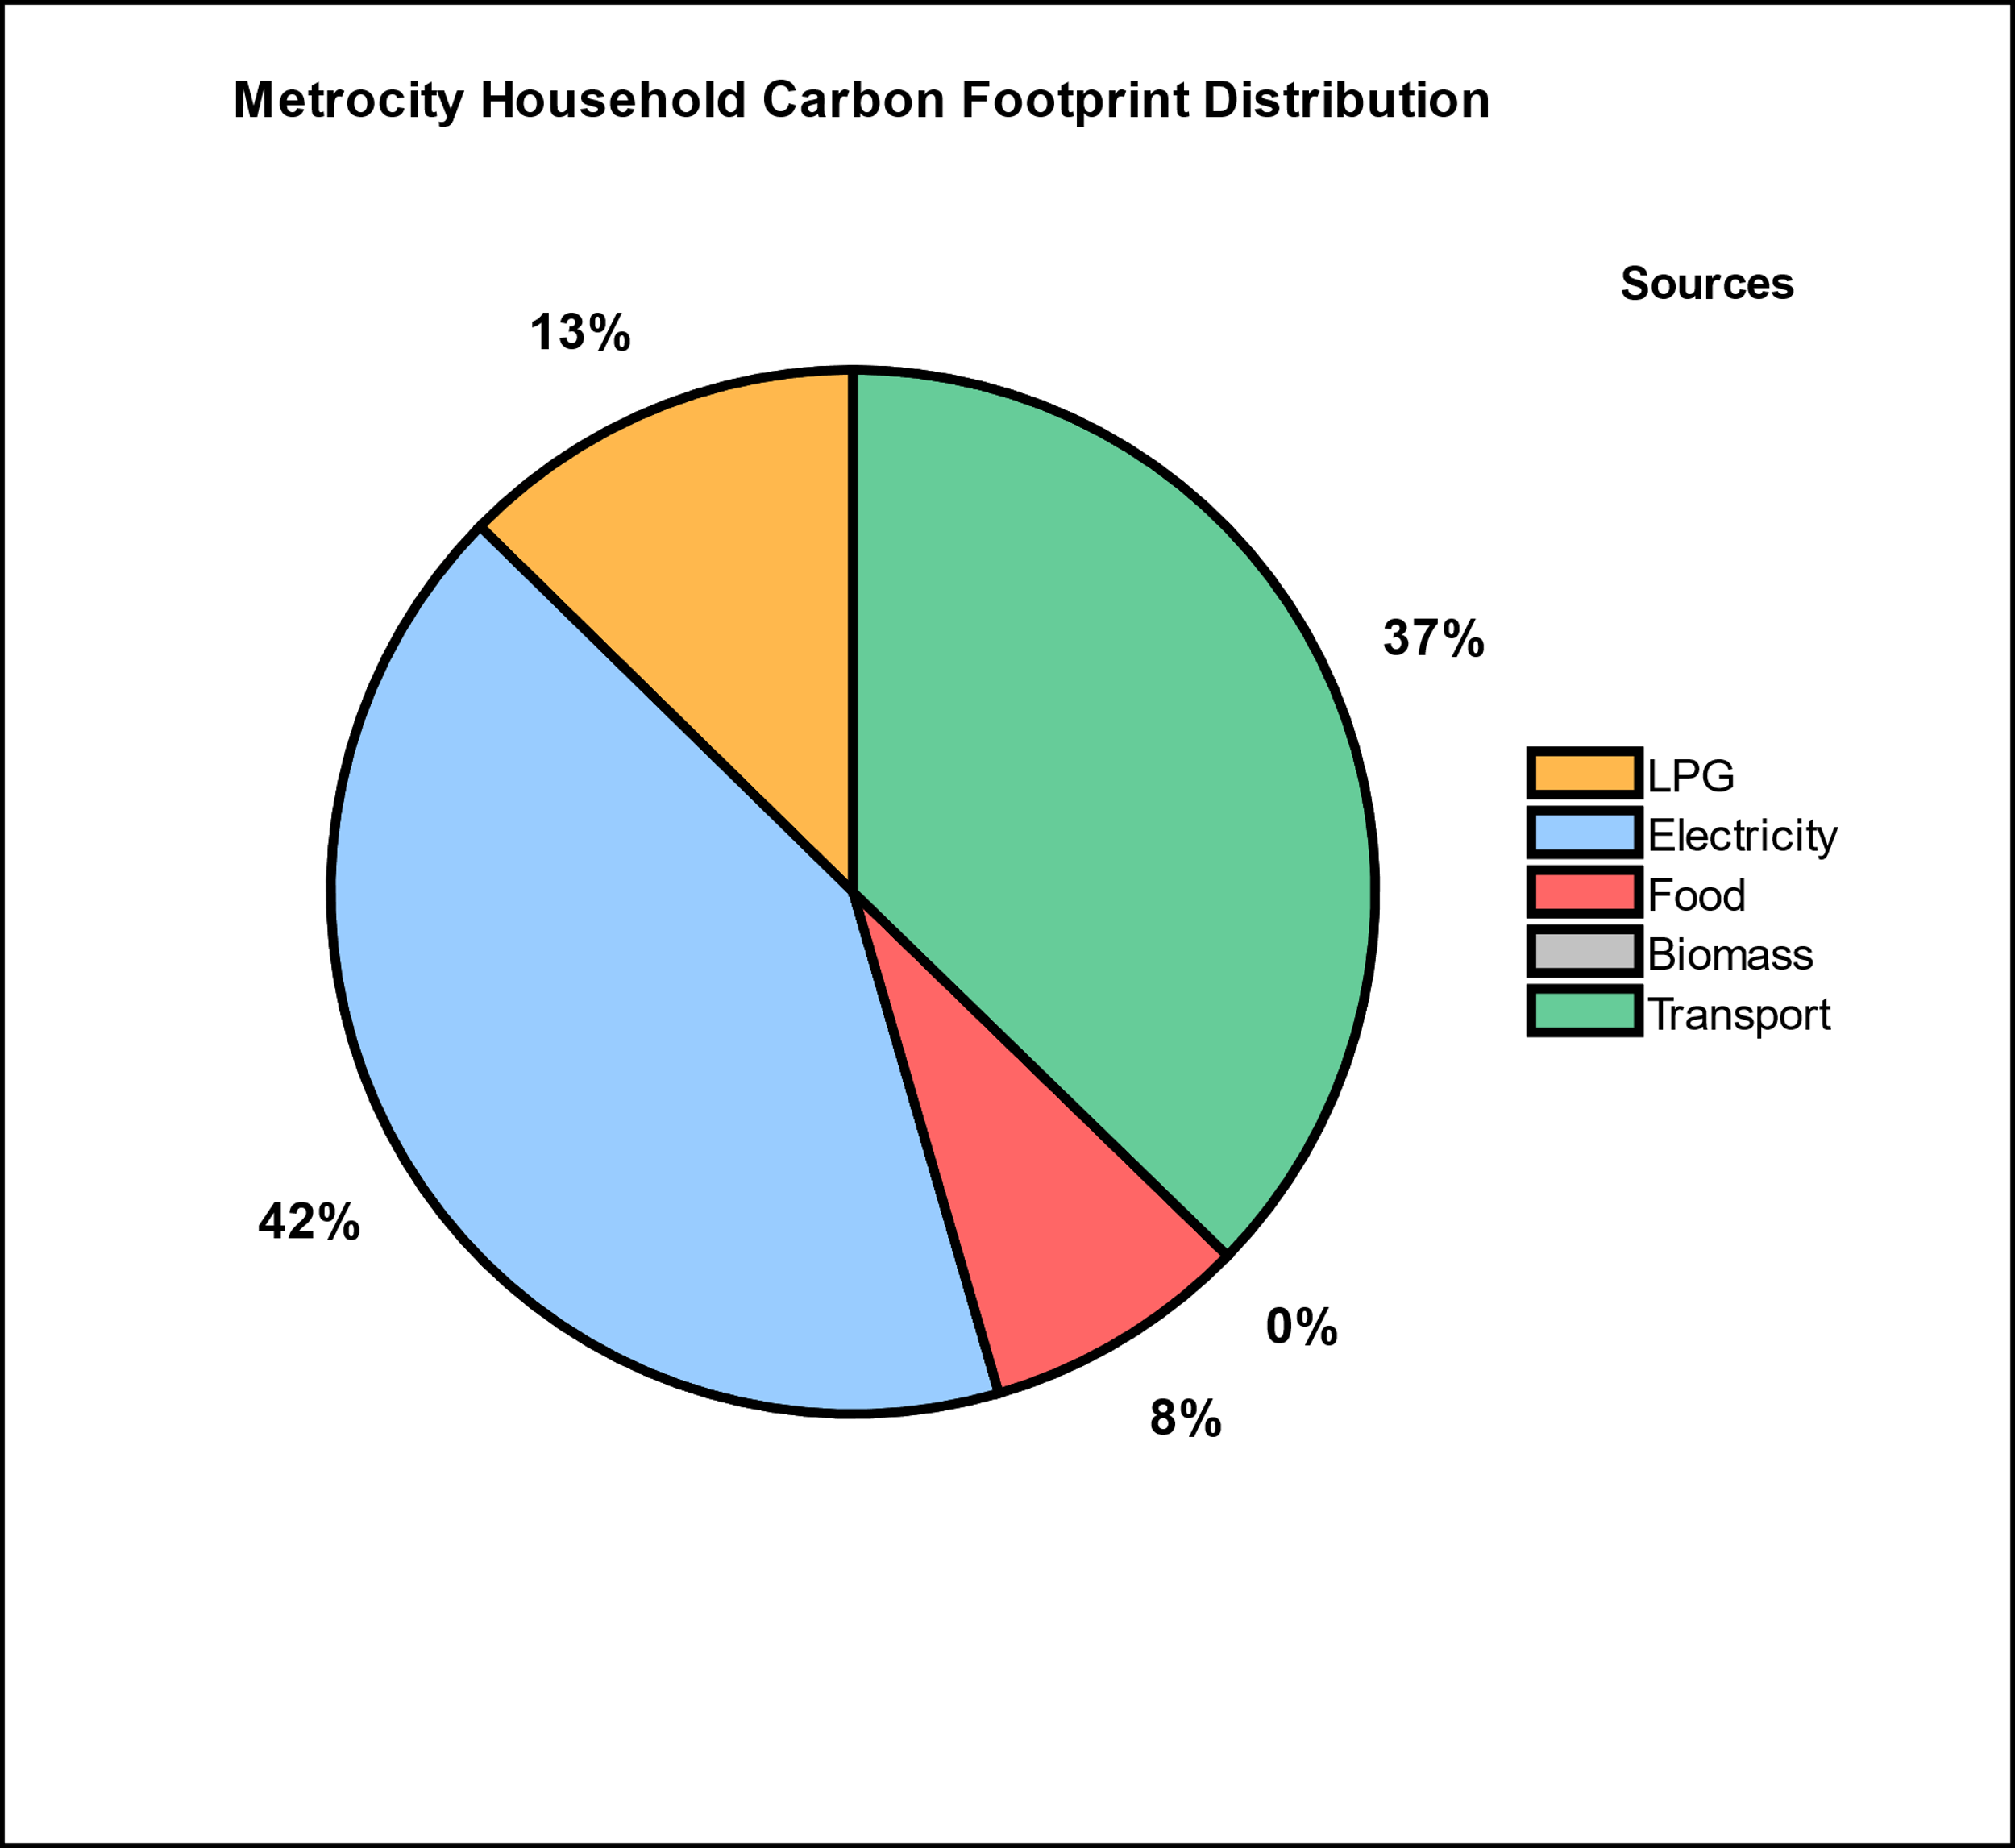 Metrocity Household Carbon Footprint Distribution
Sources
13%
37%
LPG
Electricity
Food
Biomass
Transport
42%
0%
8%